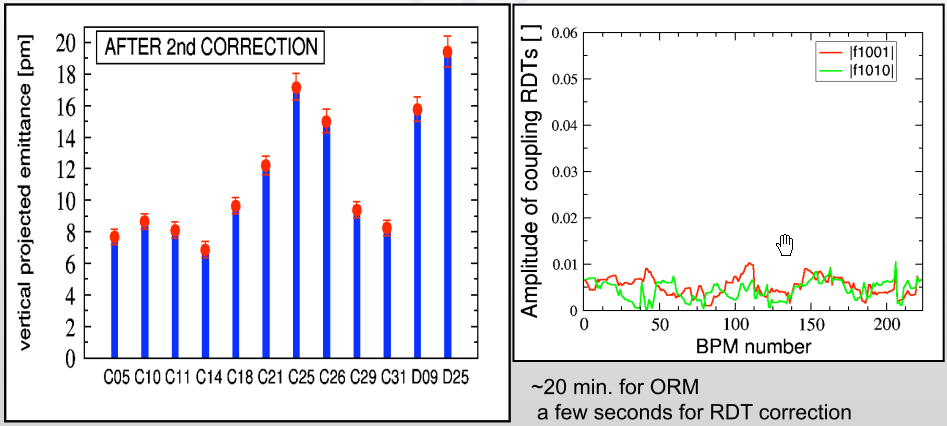 AFTER 2nd CORRECTION
vertical projected emittance [pm]
20
18
16
14
12
10
8
6
4
2
0
C05 C10 C11 C14 C18 C21 C25 C26 C29 C31 D09 D25
Amplitude of coupling RDTs [ ]
0.06
0.05
0.04
0.03
0.02
0.01
0
|f1001|
|f1010|
0 50 100 150 200
BPM number
~20 min. for ORM
a few seconds for RDT correction